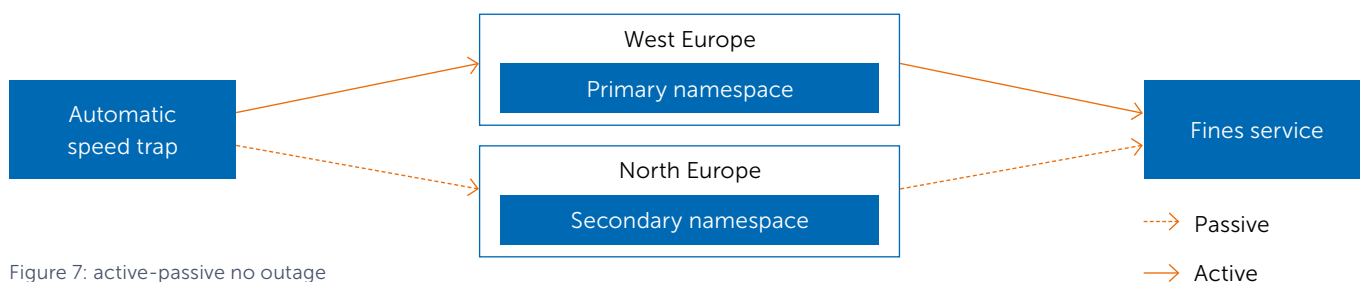 Automatic
speed trap
West Europe
Primary namespace
North Europe
Secondary namespace
Fines service
Passive
Active
Figure 7: active-passive no outage